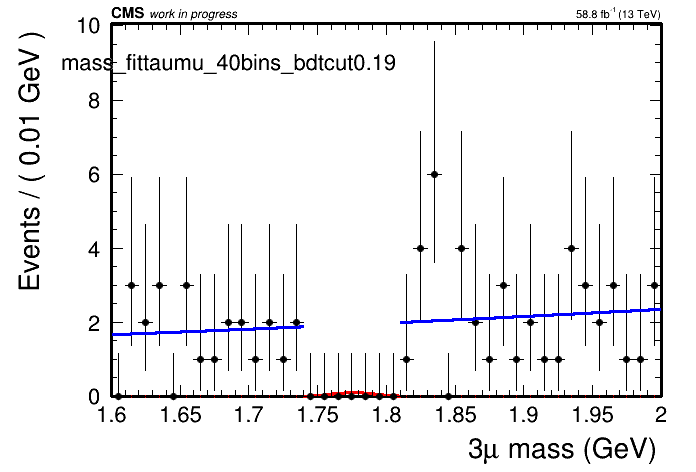 CMS work in progress 58.8 fb-1 (13 TeV)
mass_fittaumu_40bins_bdtcut0.19
Events / ( 0.01 GeV )
10
8
6
4
2
0
1.6 1.65 1.7 1.75 1.8 1.85 1.9 1.95 2
3μ mass (GeV)